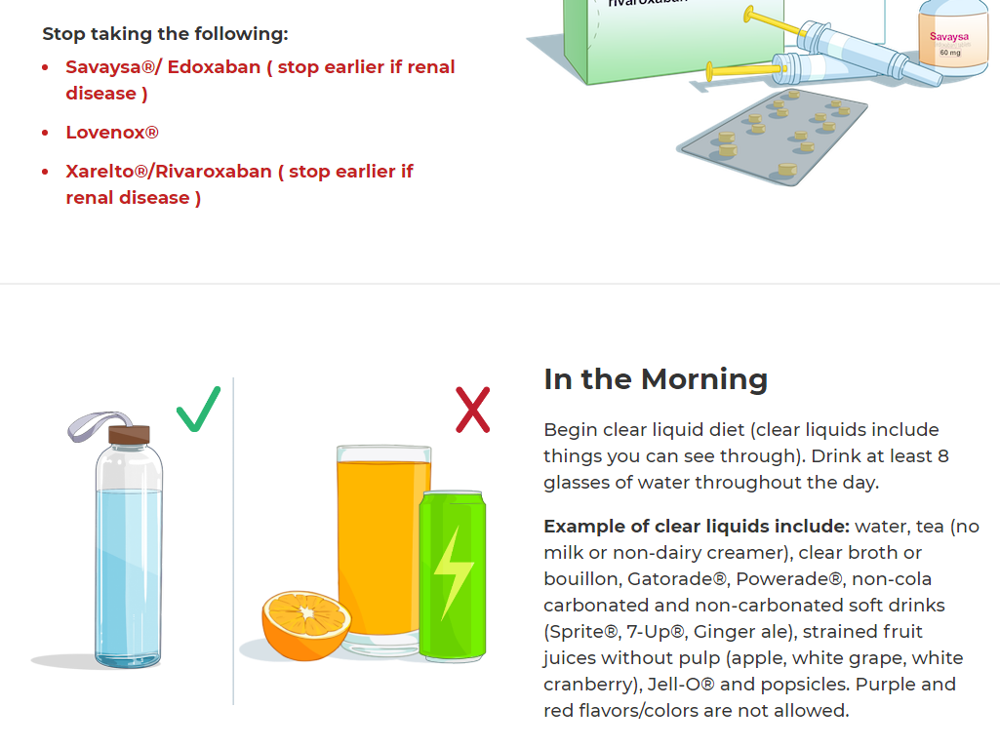 rivaroxaban
Savaysa
60 mg
Stop taking the following:
• Savaysa®/ Edoxaban ( stop earlier if renal
disease )
• Lovenox®
• Xarelto®/Rivaroxaban ( stop earlier if
renal disease )
In the Morning
Begin clear liquid diet (clear liquids include
things you can see through). Drink at least 8
glasses of water throughout the day.
Example of clear liquids include: water, tea (no
milk or non-dairy creamer), clear broth or
bouillon, Gatorade®, Powerade®, non-cola
carbonated and non-carbonated soft drinks
(Sprite®, 7-Up®, Ginger ale), strained fruit
juices without pulp (apple, white grape, white
cranberry), Jell-O® and popsicles. Purple and
red flavors/colors are not allowed.